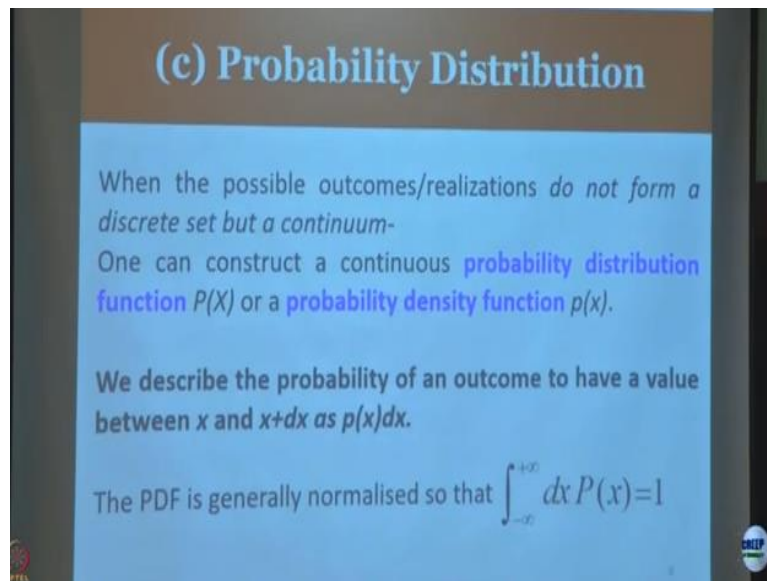 (c) Probability Distribution
When the possible outcomes/realizations do not form a
discrete set but a continuum-
One can construct a continuous probability distribution
function P(X) or a probability density function p(x).
We describe the probability of an outcome to have a value
between x and x+dx as p(x)dx.
The PDF is generally normalised so that ∫_{-∞}^{+∞} dx P(x)=1
CREEP